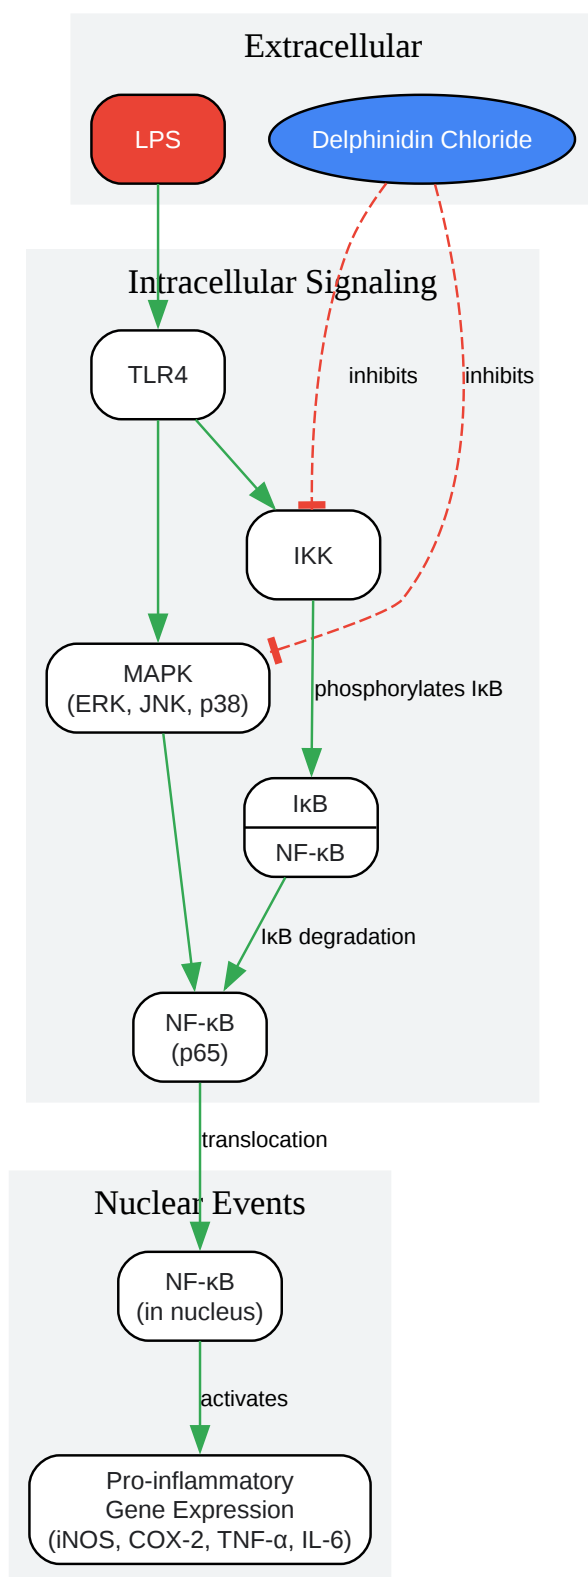 Extracellular
LPS
Delphinidin Chloride
Intracellular Signaling
TLR4
inhibits
inhibits
IKK
MAPK
(ERK, JNK, p38)
phosphorylates IκB
IκB
NF-κB
IκB degradation
NF-κB
(p65)
translocation
Nuclear Events
NF-κB
(in nucleus)
activates
Pro-inflammatory
Gene Expression
(iNOS, COX-2, TNF-α, IL-6)